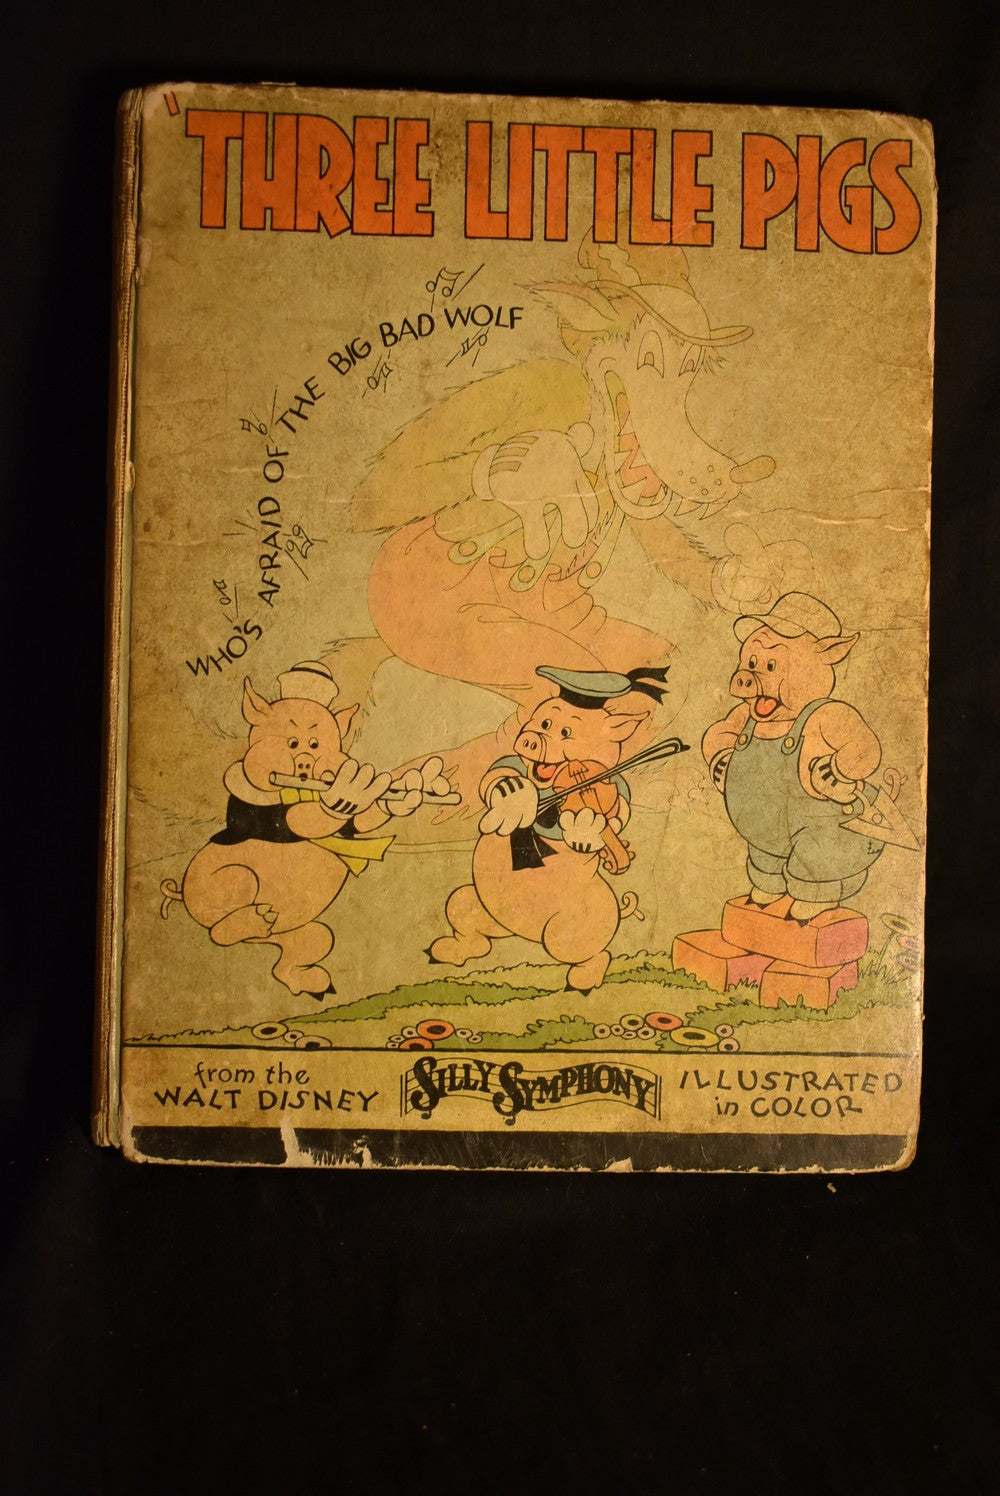 THREE LITTLE PIGS
WHO'S AFRAID OF THE BIG BAD WOLF
from the
WALT DISNEY
SILLY SYMPHONY
ILLUSTRATED
in COLOR